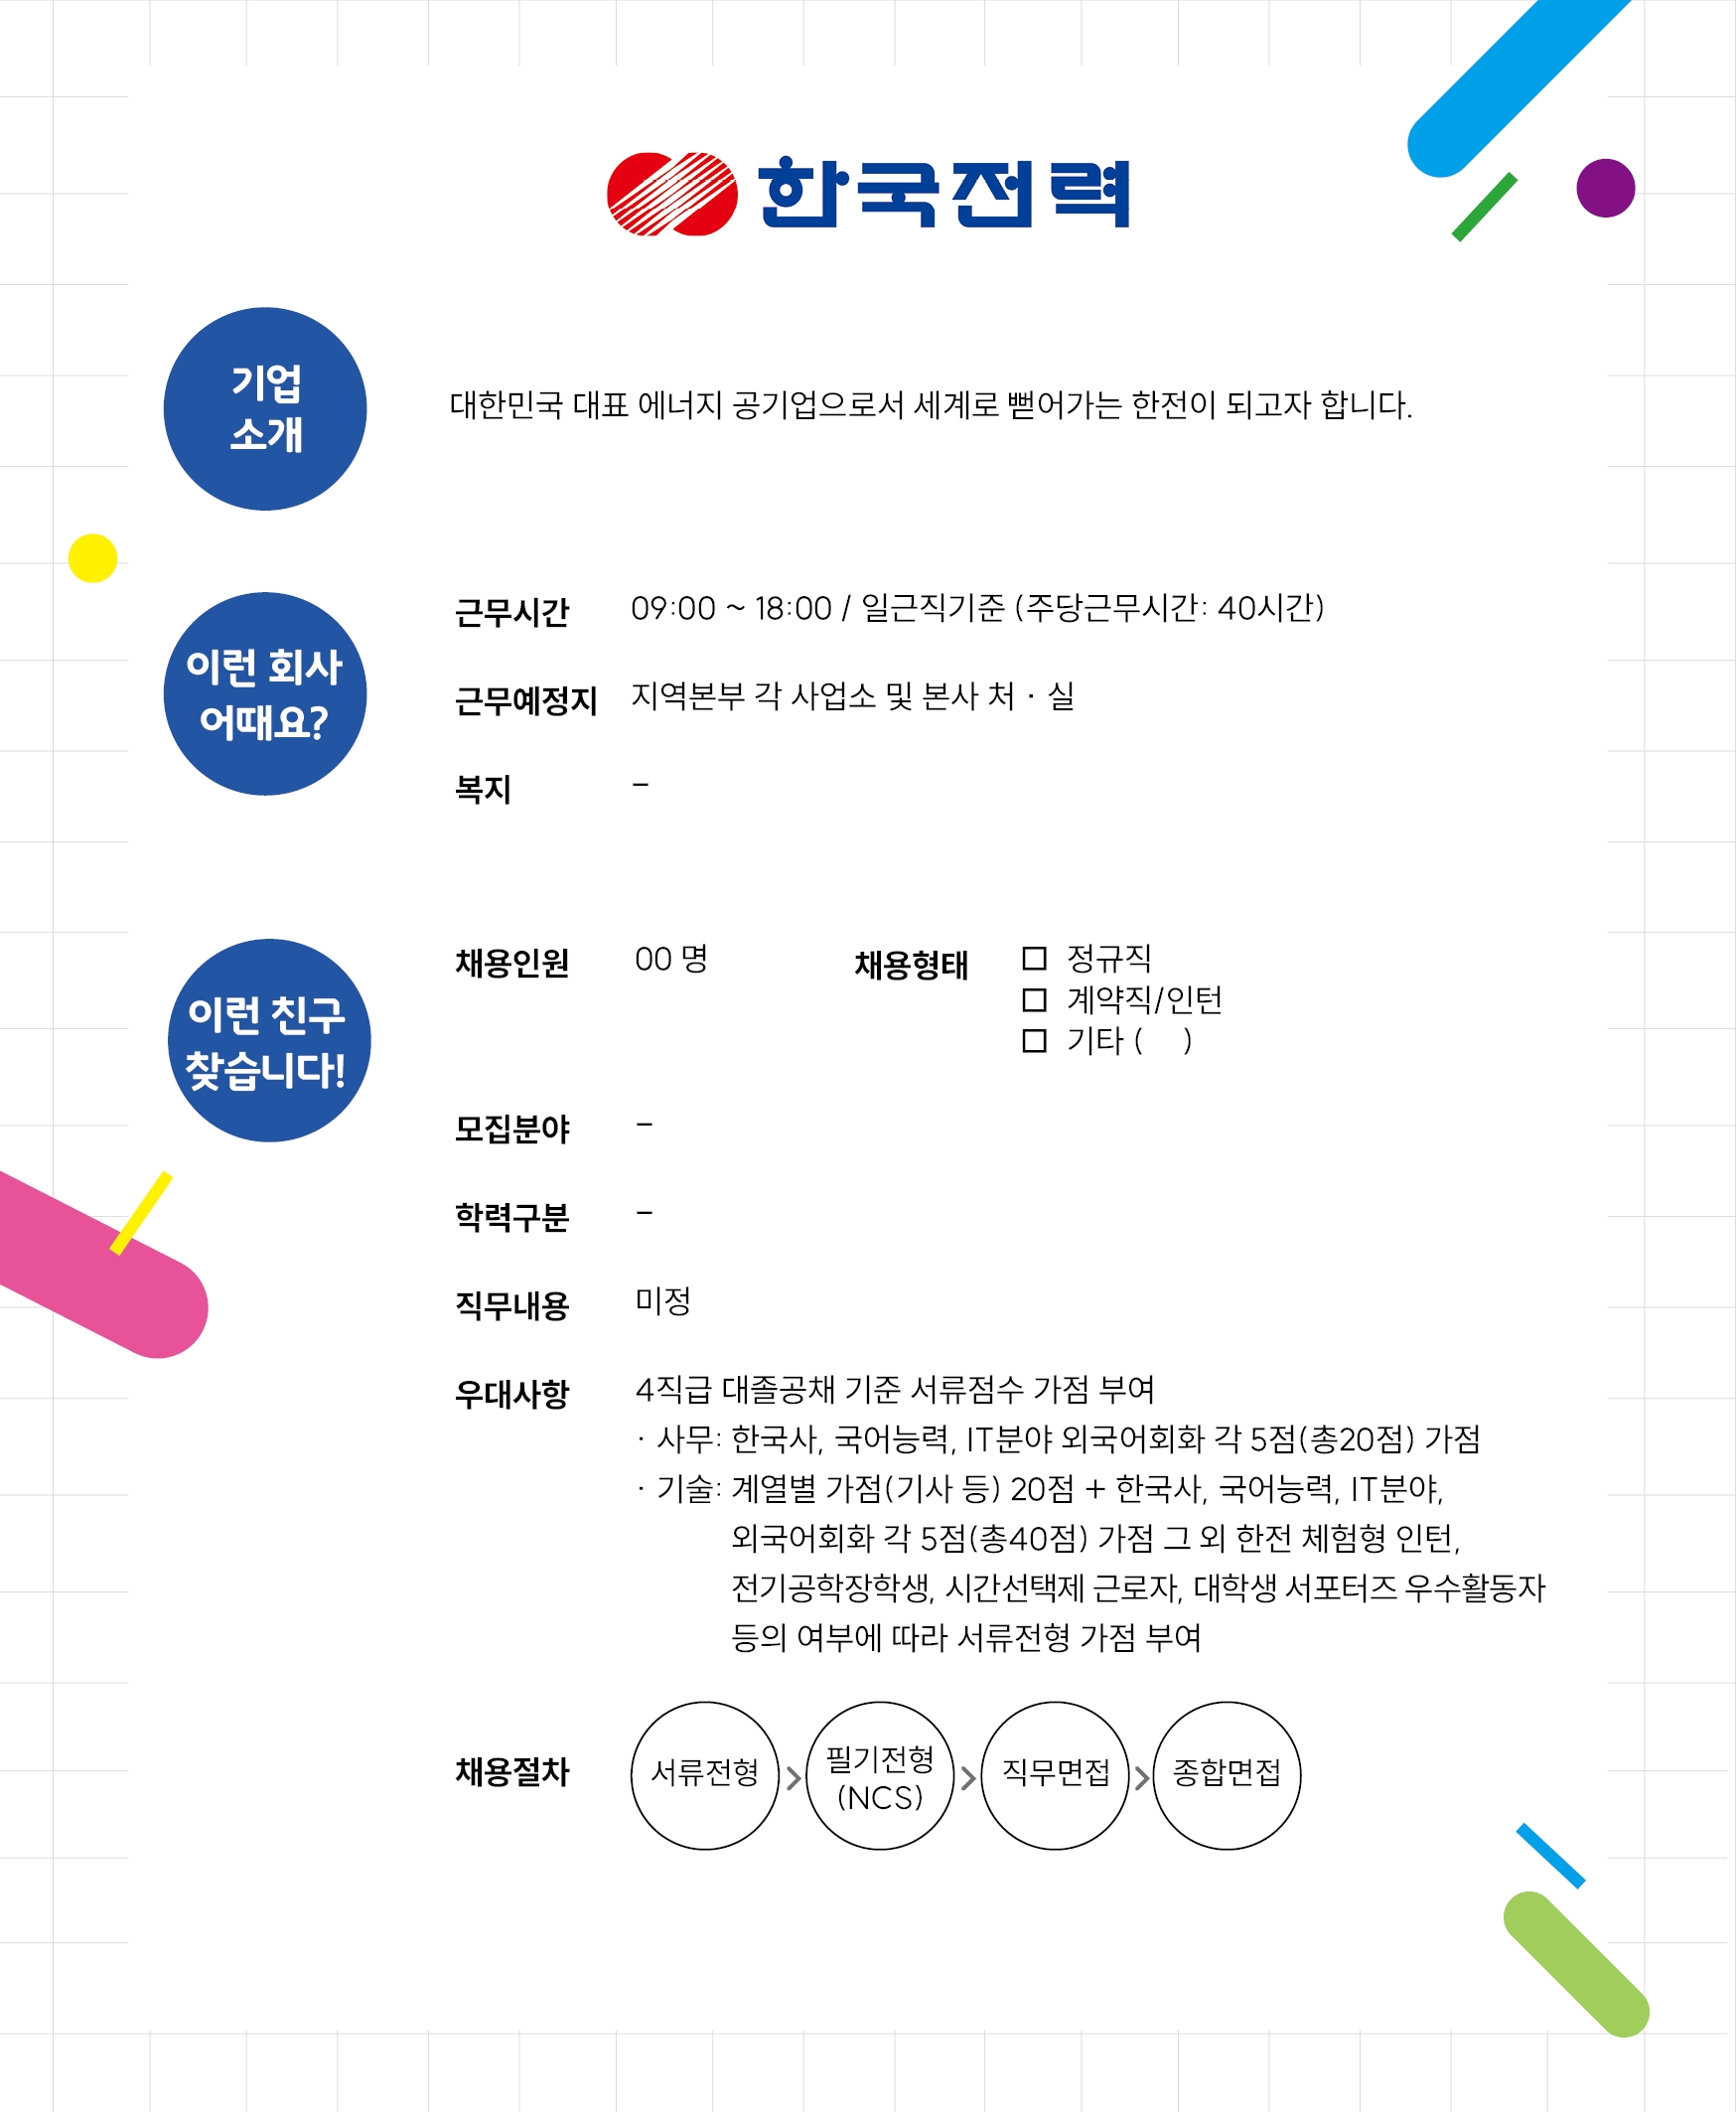 한국전력
기업
소개
대한민국 대표 에너지 공기업으로서 세계로 뻗어가는 한전이 되고자 합니다.
이런 회사
어때요?
근무시간 09:00 ~ 18:00 / 일근직기준 (주당근무시간: 40시간)
근무예정지 지역본부 각 사업소 및 본사 처 · 실
복지 –
이런 친구
찾습니다!
채용인원 00 명 채용형태 □ 정규직
□ 계약직/인턴
□ 기타 ( )
모집분야 –
학력구분 –
직무내용 미정
우대사항 4직급 대졸공채 기준 서류점수 가점 부여
· 사무: 한국사, 국어능력, IT분야 외국어회화 각 5점(총20점) 가점
· 기술: 계열별 가점(기사 등) 20점 + 한국사, 국어능력, IT분야,
외국어회화 각 5점(총40점) 가점 그 외 한전 체험형 인턴,
전기공학장학생, 시간선택제 근로자, 대학생 서포터즈 우수활동자
등의 여부에 따라 서류전형 가점 부여
채용절차 서류전형 > 필기전형 (NCS) > 직무면접 > 종합면접